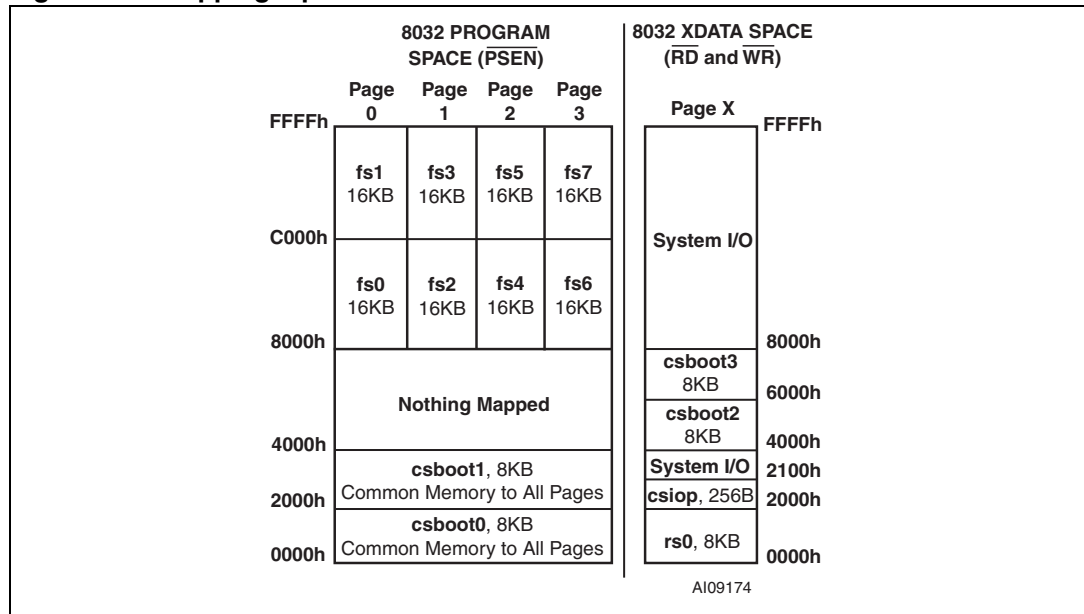 8032 PROGRAM
SPACE (PSEN)
Page 0
Page 1
Page 2
Page 3
FFFFh
fs1
16KB
fs3
16KB
fs5
16KB
fs7
16KB
C000h
fs0
16KB
fs2
16KB
fs4
16KB
fs6
16KB
8000h
Nothing Mapped
4000h
csboot1, 8KB
Common Memory to All Pages
2000h
csboot0, 8KB
Common Memory to All Pages
0000h
8032 XDATA SPACE
(RD and WR)
Page X
FFFFh
System I/O
8000h
csboot3
8KB
6000h
csboot2
8KB
4000h
System I/O
2100h
csiop, 256B
2000h
rs0, 8KB
0000h
AI09174